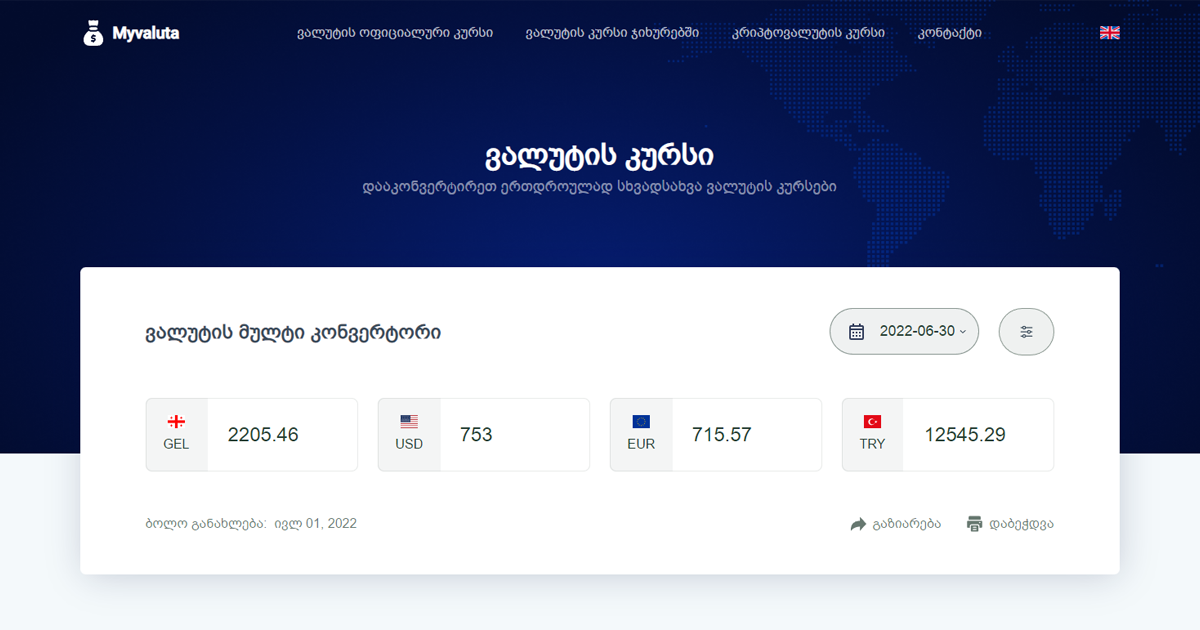 Myvaluta
ვალუტის ოფიციალური კურსი
ვალუტის კურსი ჯიხურებში
კრიპტოვალუტის კურსი
კონტაქტი
ვალუტის კურსი
დააკონვერტირეთ ერთდროულად სხვადსახვა ვალუტის კურსები
ვალუტის მულტი კონვერტორი
2022-06-30
GEL
2205.46
USD
753
EUR
715.57
TRY
12545.29
ბოლო განახლება: ივლ 01, 2022
გაზიარება
დაბეჭდვა